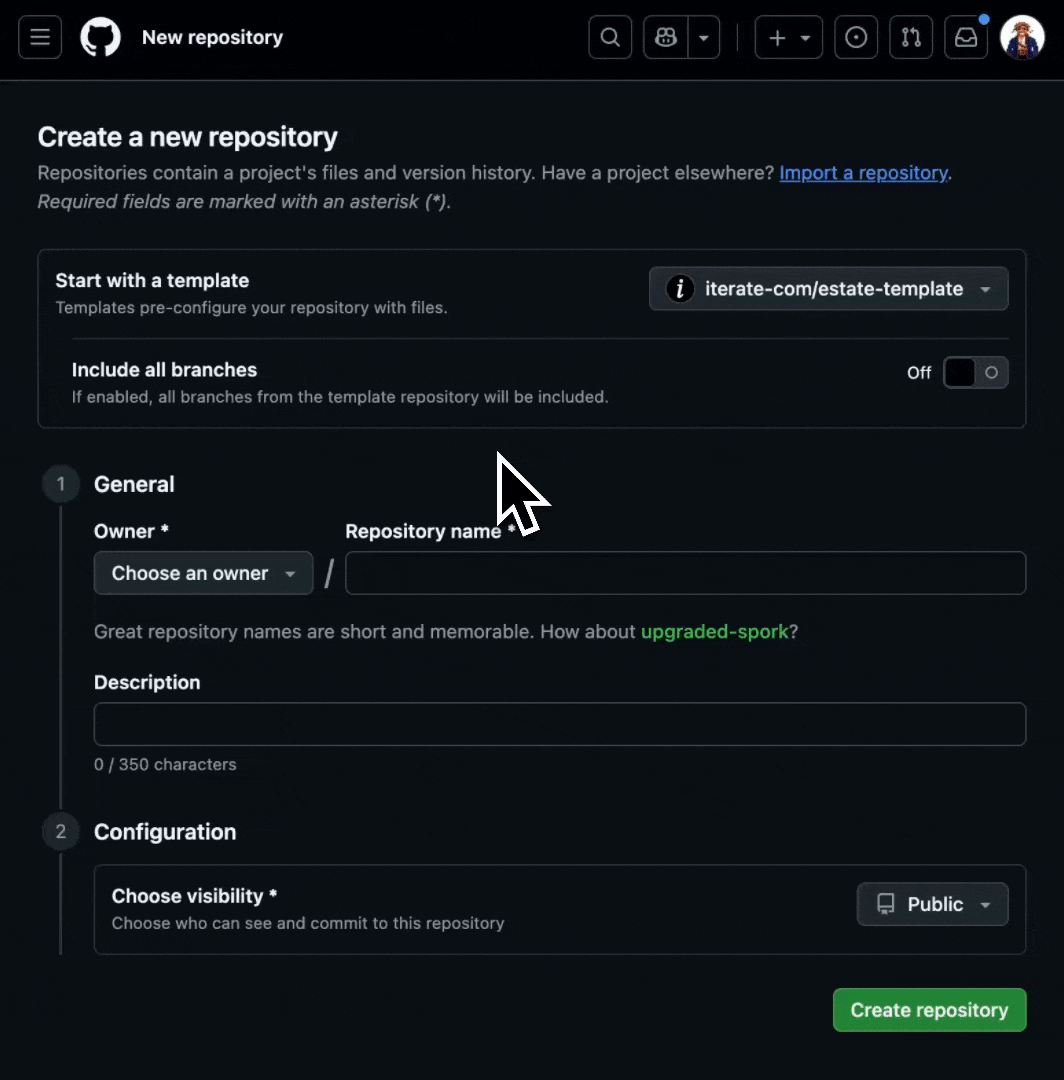 New repository
Create a new repository
Repositories contain a project's files and version history. Have a project elsewhere? Import a repository.
Required fields are marked with an asterisk (*).
Start with a template
Templates pre-configure your repository with files.
i iterate-com/estate-template
Include all branches
If enabled, all branches from the template repository will be included.
Off
1 General
Owner *
Repository name *
Choose an owner /
Great repository names are short and memorable. How about upgraded-spork?
Description
0 / 350 characters
2 Configuration
Choose visibility *
Choose who can see and commit to this repository
Public
Create repository